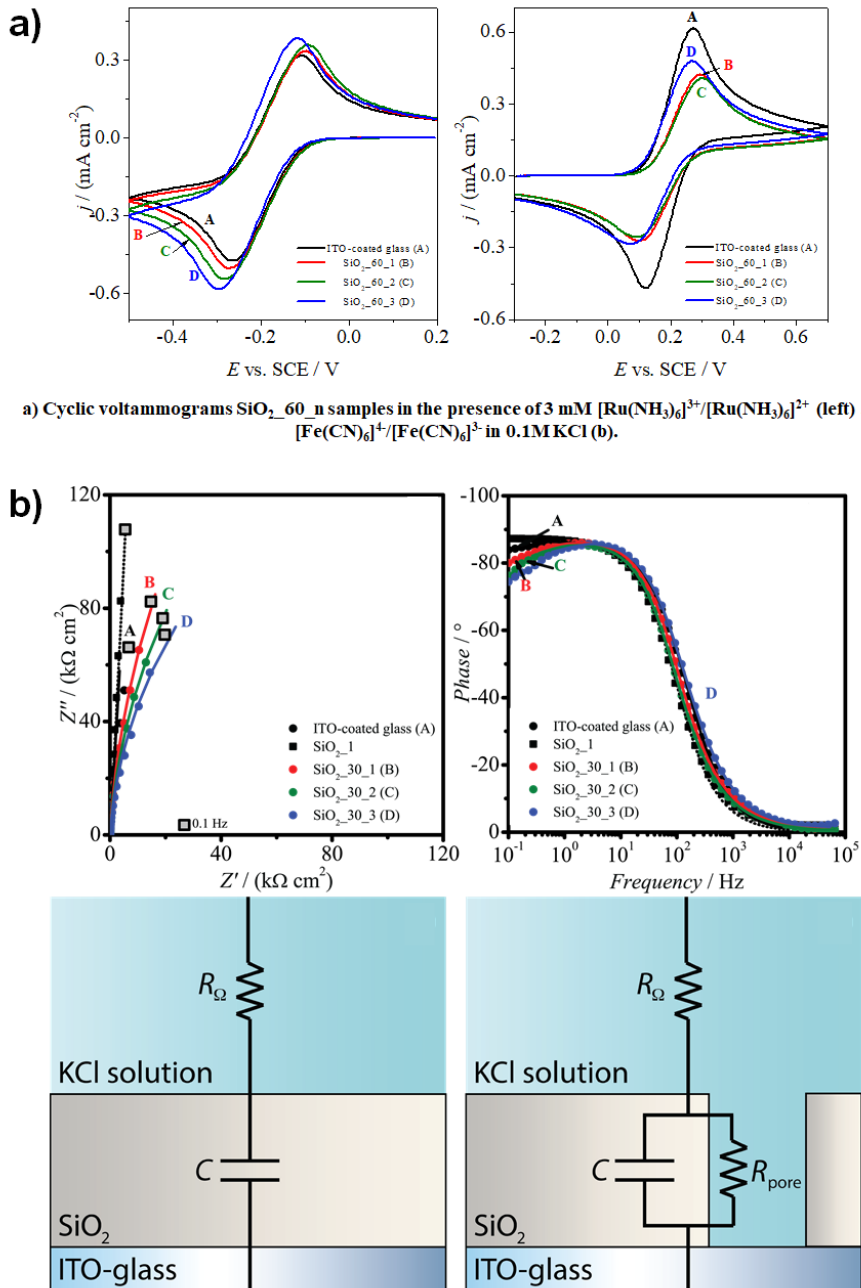 a)
0.3
0.0
-0.3
-0.6
j / (mA cm⁻²)
A
B
C
D
ITO-coated glass (A)
SiO₂_60_1 (B)
SiO₂_60_2 (C)
SiO₂_60_3 (D)
-0.4 -0.2 0.0 0.2
E vs. SCE / V
0.6
0.3
0.0
-0.3
-0.6
j / (mA cm⁻²)
A
D
B
C
ITO-coated glass (A)
SiO₂_60_1 (B)
SiO₂_60_2 (C)
SiO₂_60_3 (D)
0.0 0.2 0.4 0.6
E vs. SCE / V
a) Cyclic voltammograms SiO₂_60_n samples in the presence of 3 mM [Ru(NH₃)₆]³⁺/[Ru(NH₃)₆]²⁺ (left)
[Fe(CN)₆]⁴⁻/[Fe(CN)₆]³⁻ in 0.1M KCl (b).
b)
120
80
40
0
Z'' / (kΩ cm²)
B
C
A
D
ITO-coated glass (A)
SiO₂_1
SiO₂_30_1 (B)
SiO₂_30_2 (C)
SiO₂_30_3 (D)
0.1 Hz
0 40 80 120
Z' / (kΩ cm²)
-100
-80
-60
-40
-20
0
Phase / °
A
C
B
D
ITO-coated glass (A)
SiO₂_1
SiO₂_30_1 (B)
SiO₂_30_2 (C)
SiO₂_30_3 (D)
10⁻¹ 10⁰ 10¹ 10² 10³ 10⁴ 10⁵
Frequency / Hz
R_Ω
KCl solution
C
SiO₂
ITO-glass
R_Ω
KCl solution
C
R_pore
SiO₂
ITO-glass